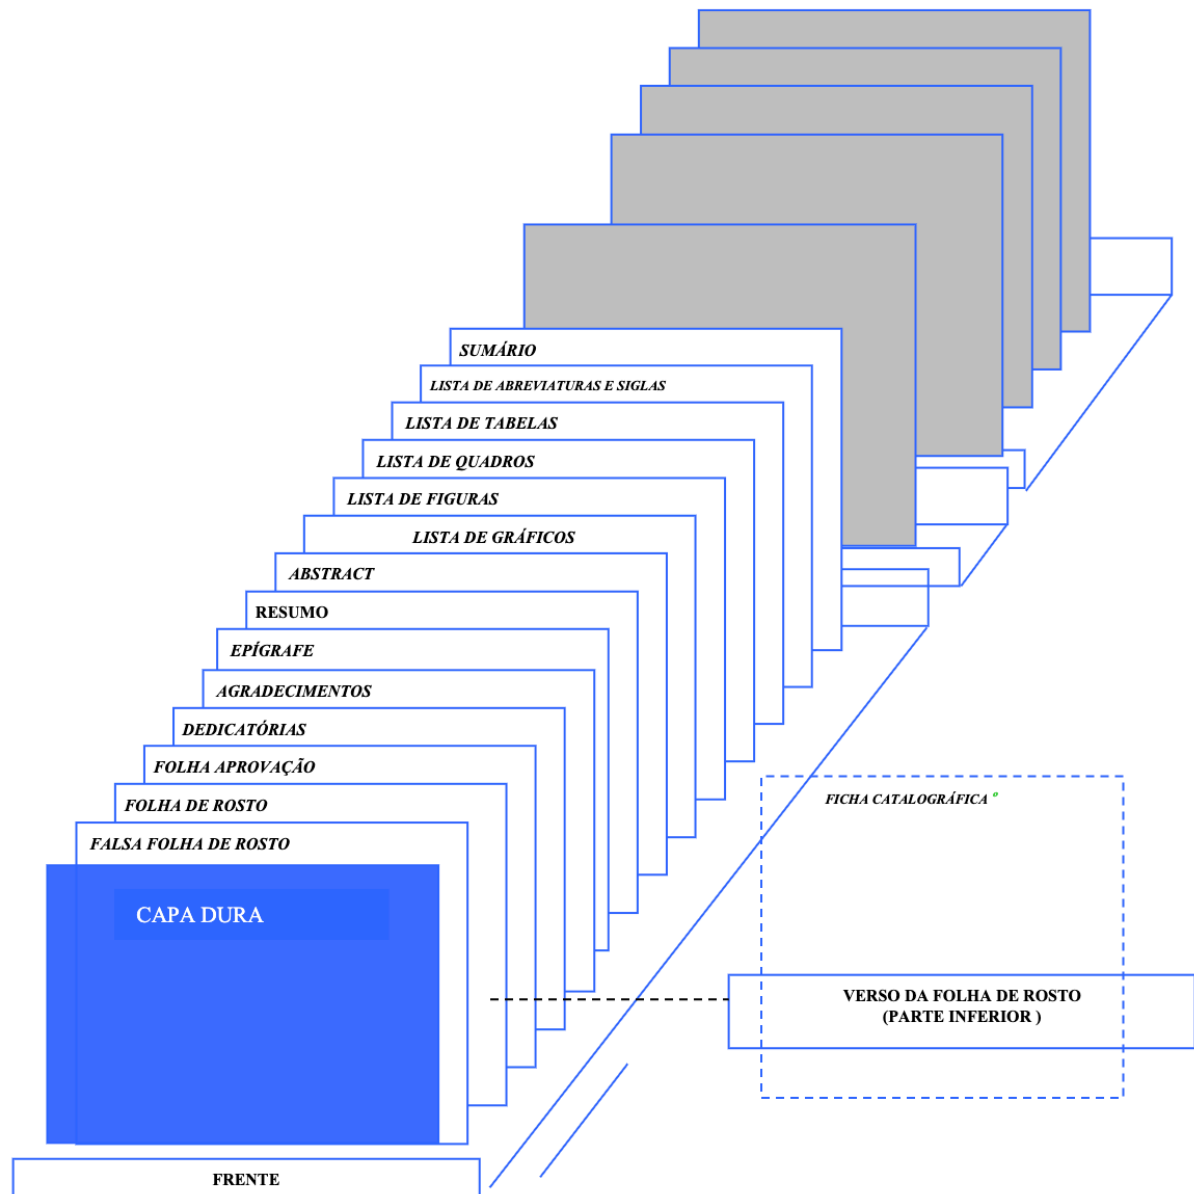 SUMÁRIO
LISTA DE ABREVIATURAS E SIGLAS
LISTA DE TABELAS
LISTA DE QUADROS
LISTA DE FIGURAS
LISTA DE GRÁFICOS
ABSTRACT
RESUMO
EPÍGRAFE
AGRADECIMENTOS
DEDICATÓRIAS
FOLHA APROVAÇÃO
FOLHA DE ROSTO
FALSA FOLHA DE ROSTO
CAPA DURA
FRENTE
FICHA CATALOGRÁFICA
VERSO DA FOLHA DE ROSTO
(PARTE INFERIOR )